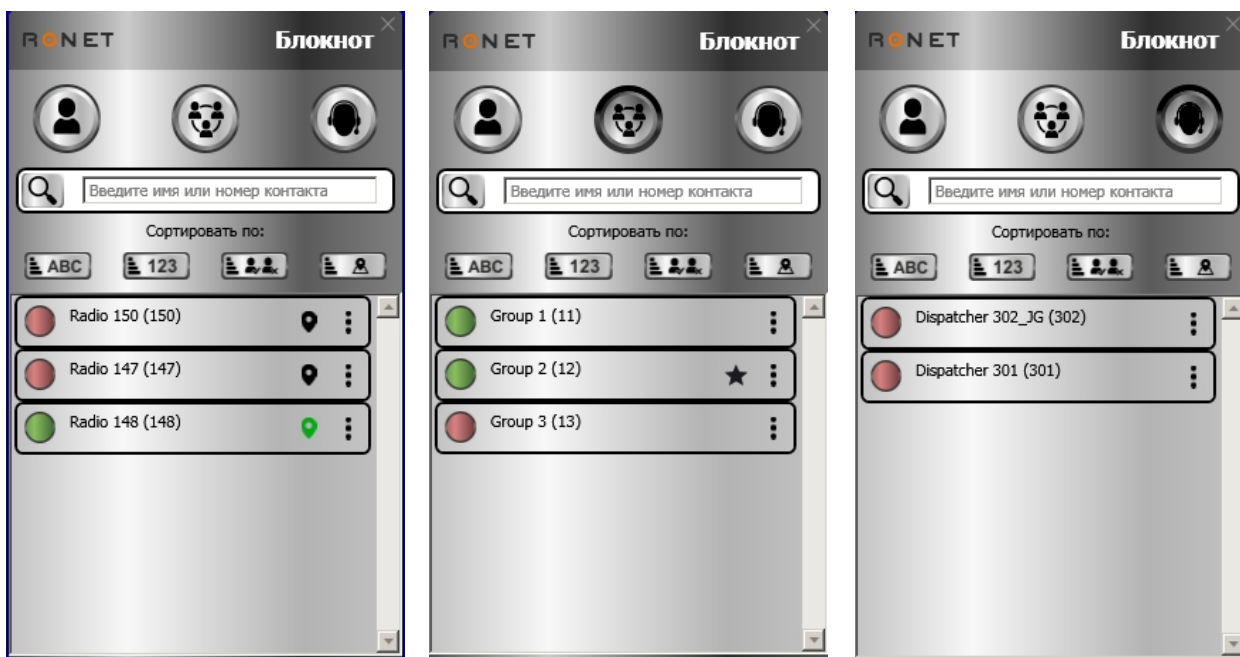 RONET Блокнот
Введите имя или номер контакта
Сортировать по:
ABC 123
Radio 150 (150)
Radio 147 (147)
Radio 148 (148)
RONET Блокнот
Введите имя или номер контакта
Сортировать по:
ABC 123
Group 1 (11)
Group 2 (12)
Group 3 (13)
RONET Блокнот
Введите имя или номер контакта
Сортировать по:
ABC 123
Dispatcher 302_JG (302)
Dispatcher 301 (301)